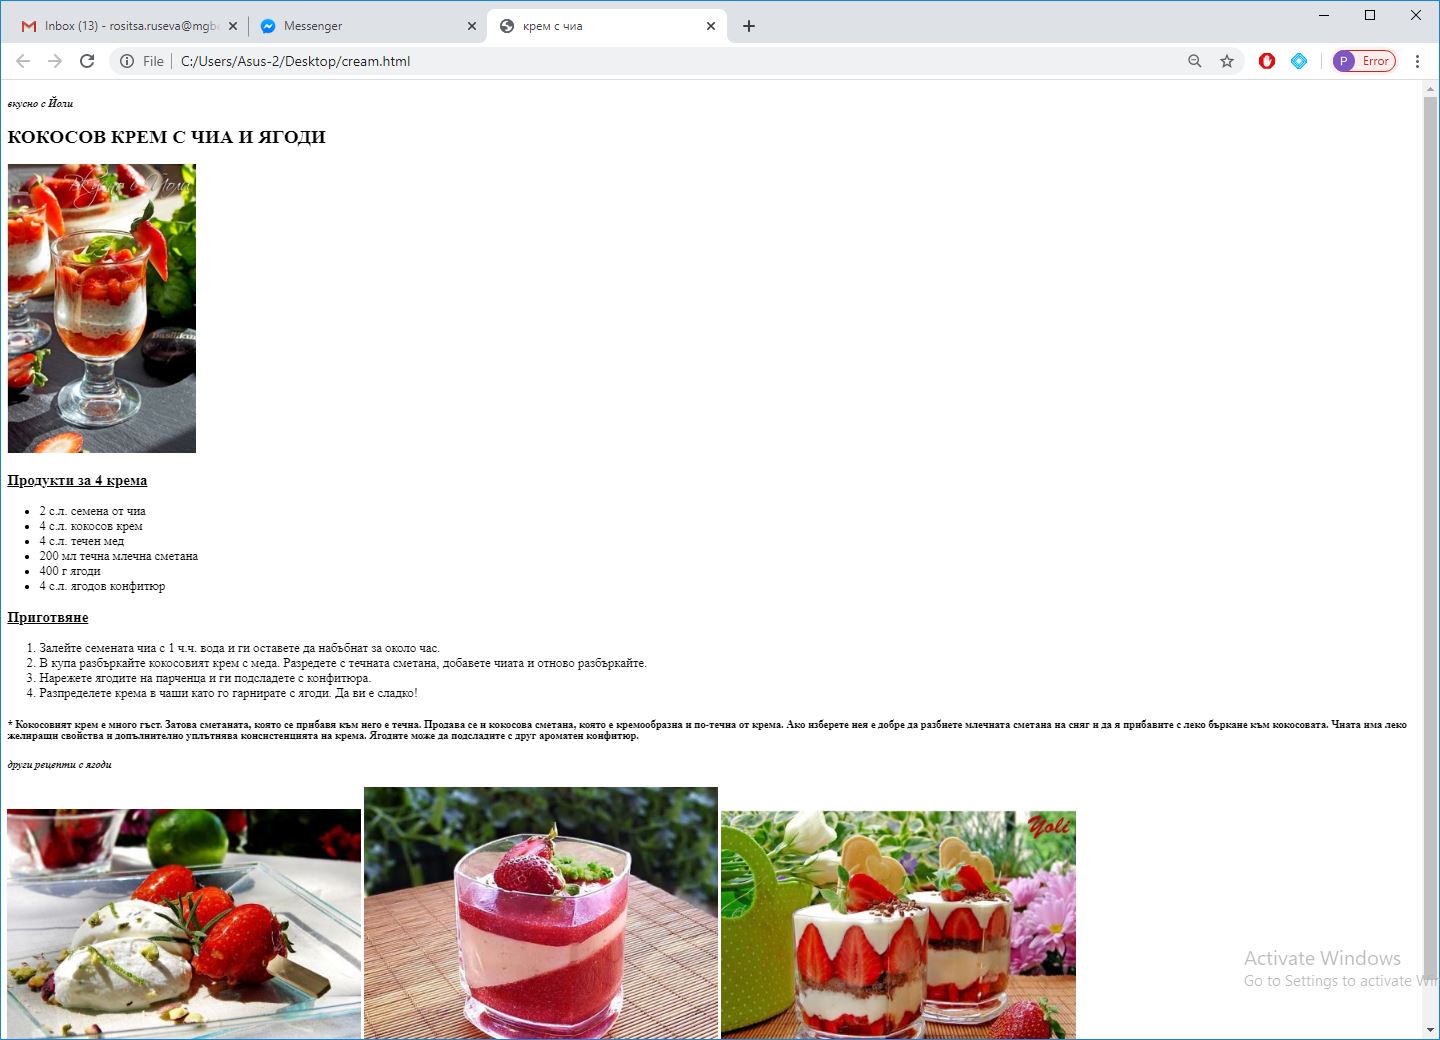 Inbox (13) - rositsa.ruseva@mgb
Messenger
крем с чиа
File
C:/Users/Asus-2/Desktop/cream.html
P
Error
вкусно с Йоли
КОКОСОВ КРЕМ С ЧИА И ЯГОДИ
Вкусно с Йоли
Продукти за 4 крема
2 с.л. семена от чиа
4 с.л. кокосов крем
4 с.л. течен мед
200 мл течна млечна сметана
400 г ягоди
4 с.л. ягодов конфитюр
Приготвяне
1. Залейте семената чиа с 1 ч.ч. вода и ги оставете да набъбнат за около час.
2. В купа разбъркайте кокосовият крем с меда. Разредете с течната сметана, добавете чиата и отново разбъркайте.
3. Нарежете ягодите на парченца и ги подсладете с конфитюра.
4. Разпределете крема в чаши като го гарнирате с ягоди. Да ви е сладко!
* Кокосовият крем е много гъст. Затова сметаната, която се прибавя към него е течна. Продава се и кокосова сметана, която е кремообразна и по-течна от крема. Ако изберете нея е добре да разбиете млечната сметана на сняг и да я прибавите с леко бъркане към кокосовата. Чиата има леко
желиращи свойства и допълнително уплътнява консистенцията на крема. Ягодите може да подсладите с друг ароматен конфитюр.
други рецепти с ягоди
Yoli
Activate Windows
Go to Settings to activate Wi